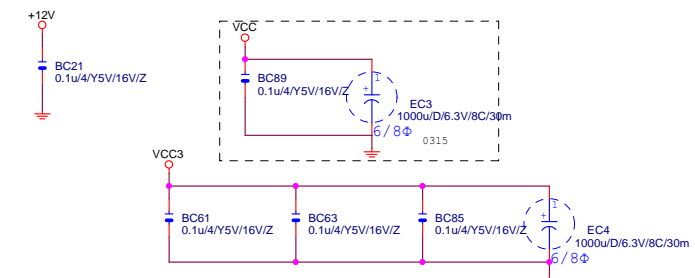 +12V
BC21
0.1u/4/Y5V/16V/Z
VCC
BC89
0.1u/4/Y5V/16V/Z
1
+
EC3
1000u/D/6.3V/8C/30m
6/8Φ
0315
VCC3
BC61
0.1u/4/Y5V/16V/Z
BC63
0.1u/4/Y5V/16V/Z
BC85
0.1u/4/Y5V/16V/Z
1
+
EC4
1000u/D/6.3V/8C/30m
6/8Φ